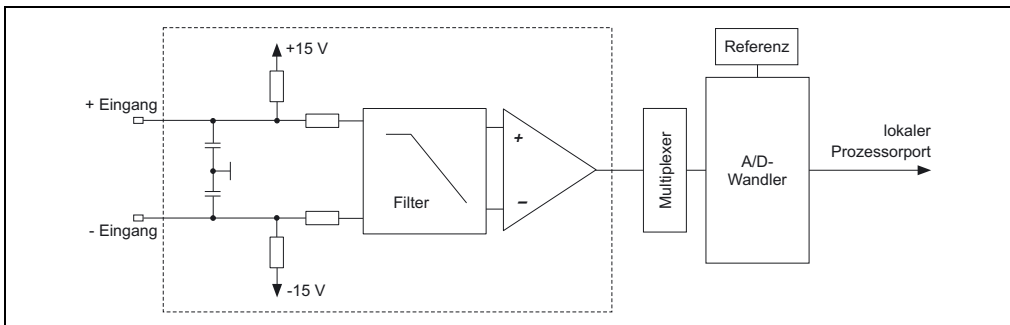 +15 V
Referenz
+ Eingang
+
lokaler
Prozessorport
A/D-
Wandler
Multiplexer
Filter
–
- Eingang
-15 V